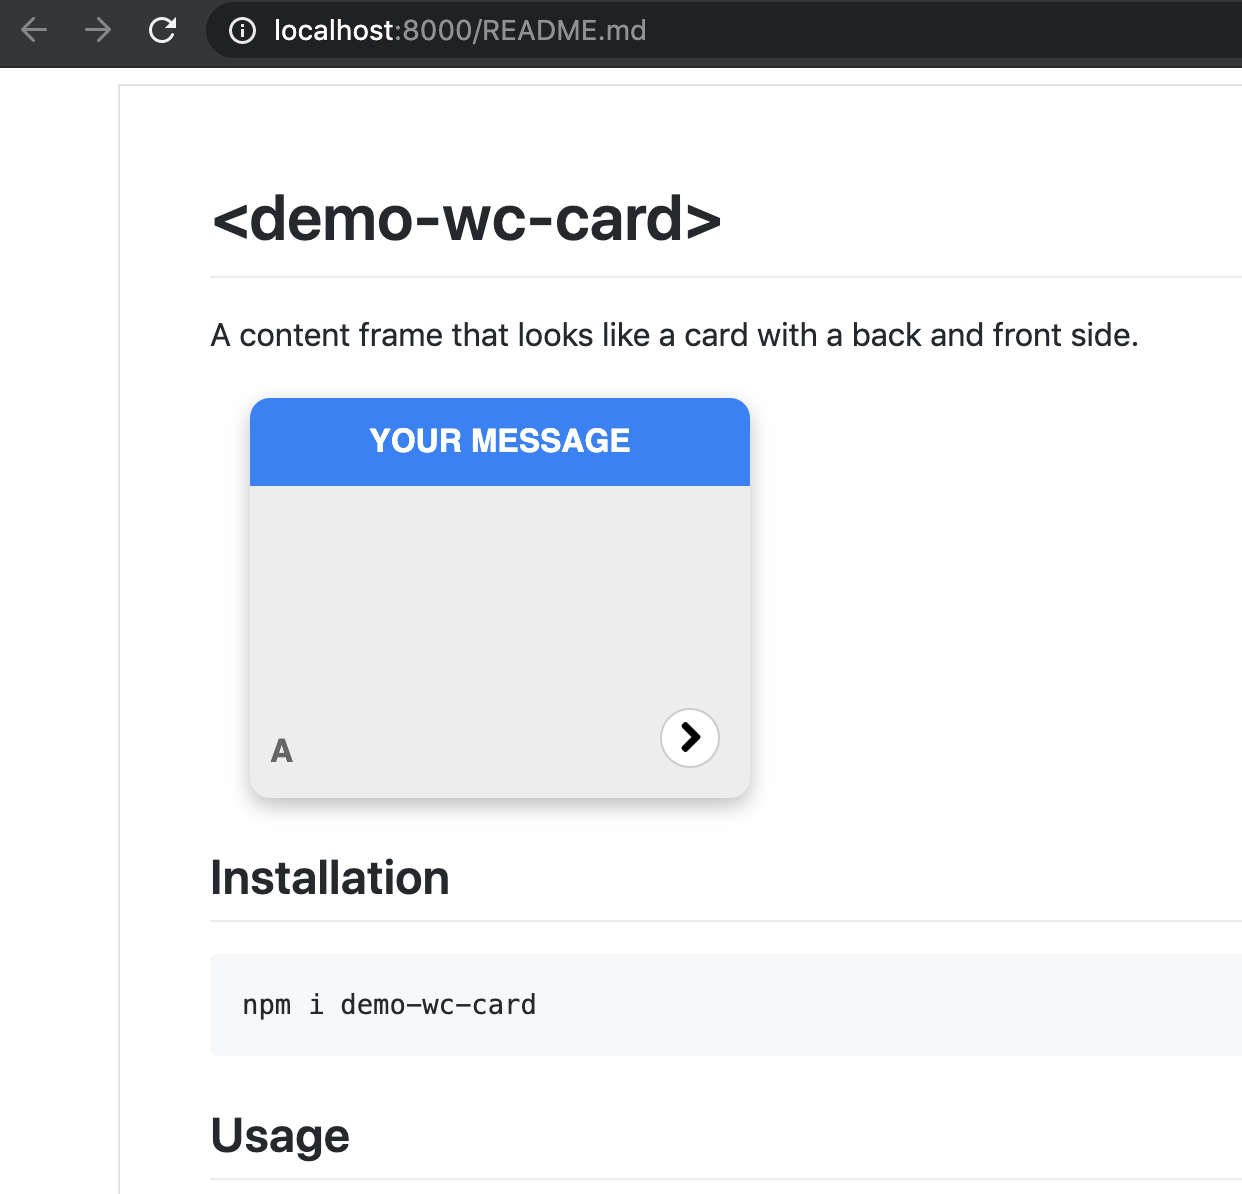 localhost:8000/README.md
<demo-wc-card>
A content frame that looks like a card with a back and front side.
YOUR MESSAGE
A
Installation
npm i demo-wc-card
Usage